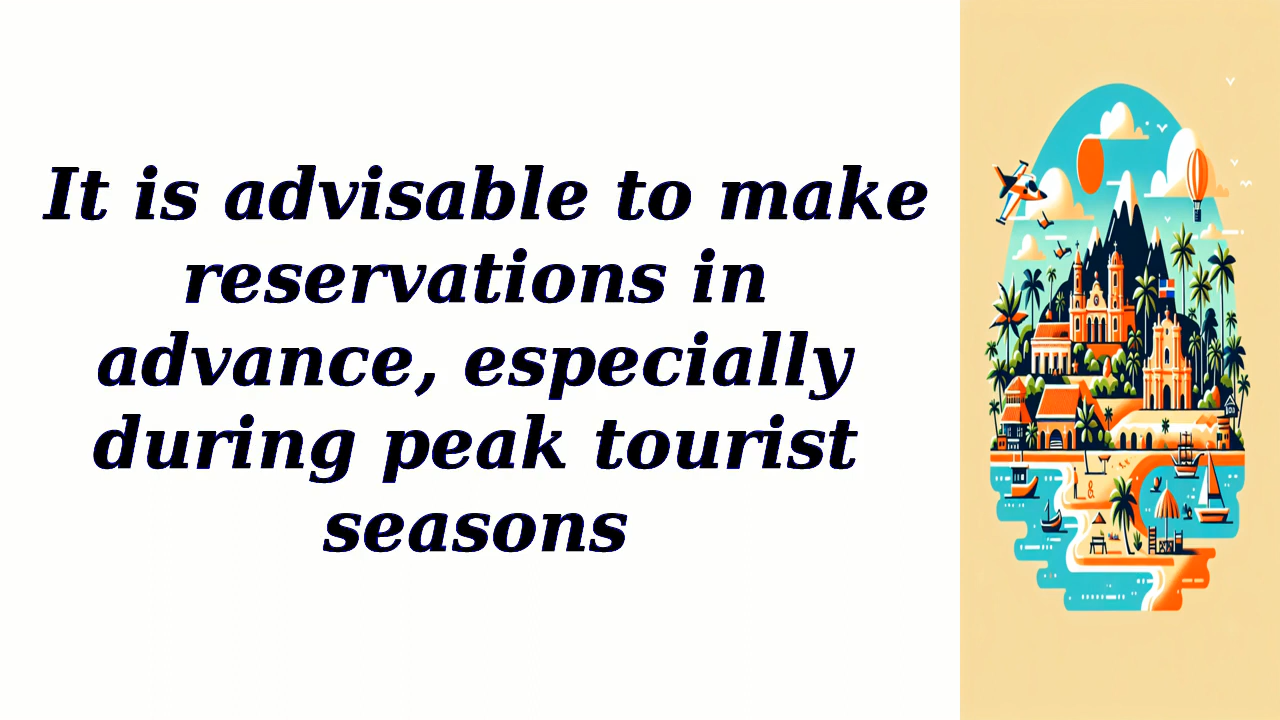 It is advisable to make
reservations in
advance, especially
during peak tourist
seasons